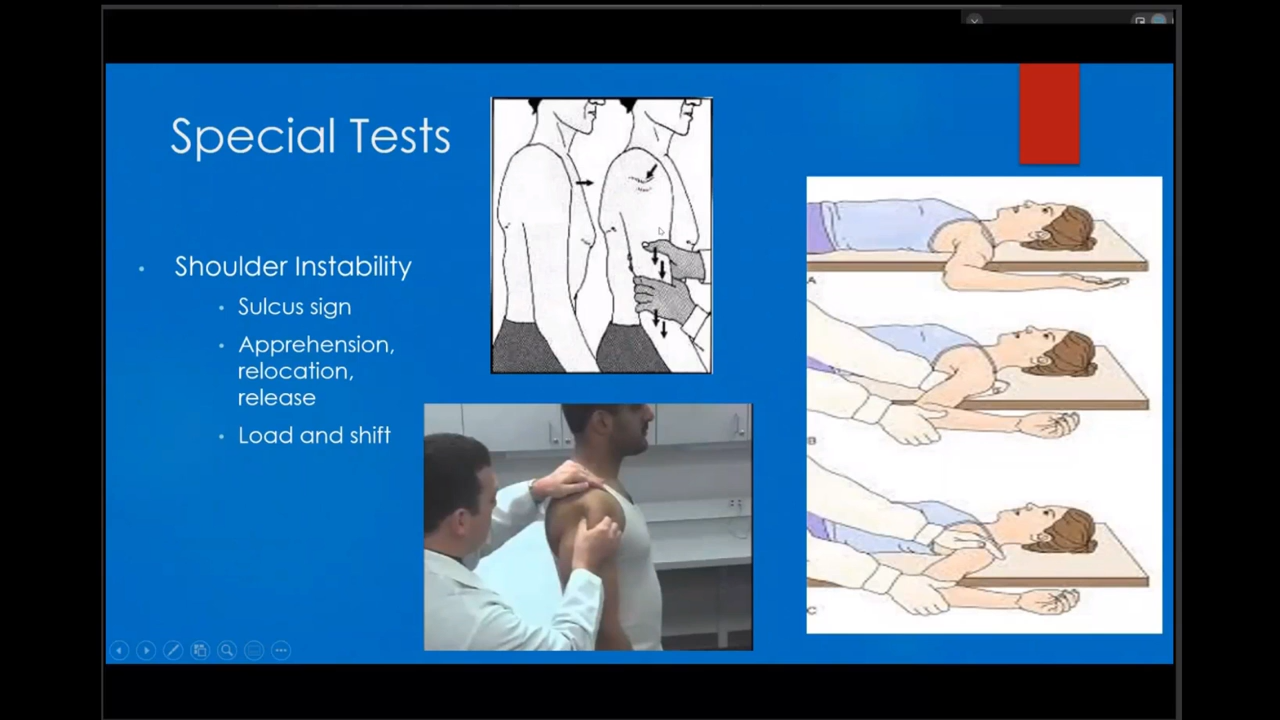 Special Tests
Shoulder Instability
Sulcus sign
Apprehension,
relocation,
release
Load and shift
A
B
C